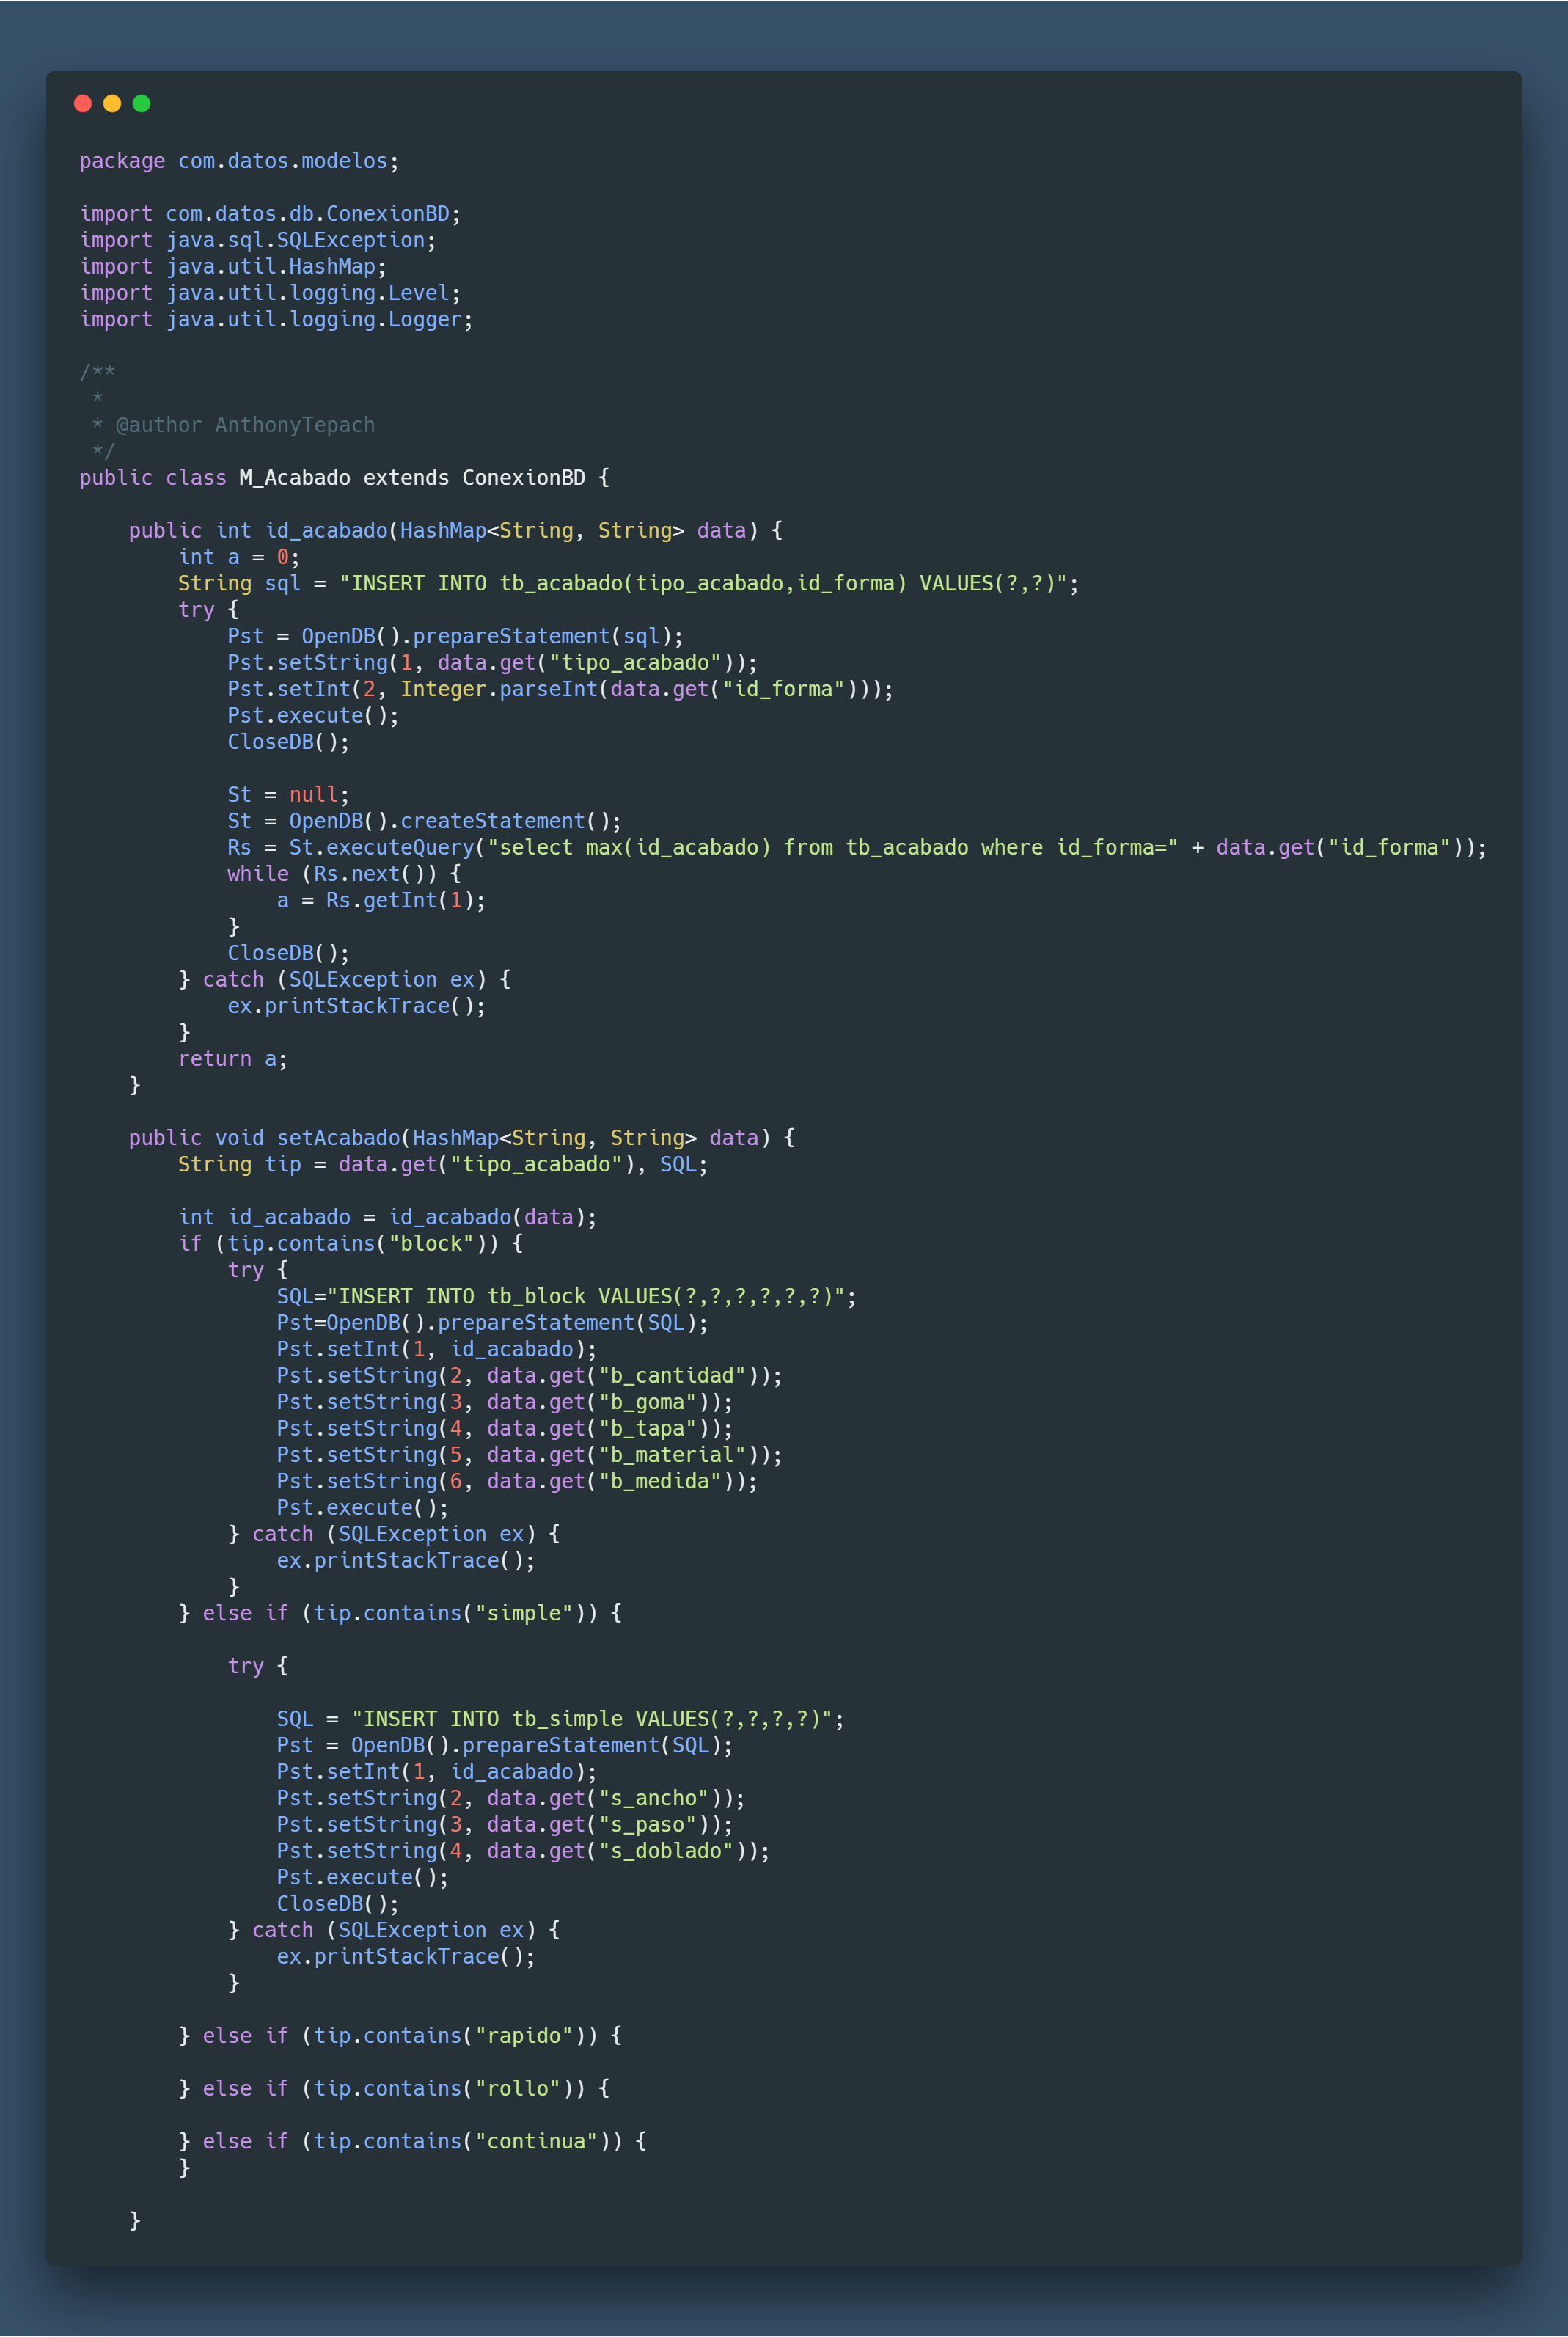 package com.datos.modelos;
import com.datos.db.ConexionBD;
import java.sql.SQLException;
import java.util.HashMap;
import java.util.logging.Level;
import java.util.logging.Logger;
/**
 *
 * @author AnthonyTepach
 */
public class M_Acabado extends ConexionBD {
    public int id_acabado(HashMap<String, String> data) {
        int a = 0;
        String sql = "INSERT INTO tb_acabado(tipo_acabado,id_forma) VALUES(?,?)";
        try {
            Pst = OpenDB().prepareStatement(sql);
            Pst.setString(1, data.get("tipo_acabado"));
            Pst.setInt(2, Integer.parseInt(data.get("id_forma")));
            Pst.execute();
            CloseDB();
            St = null;
            St = OpenDB().createStatement();
            Rs = St.executeQuery("select max(id_acabado) from tb_acabado where id_forma=" + data.get("id_forma"));
            while (Rs.next()) {
                a = Rs.getInt(1);
            }
            CloseDB();
        } catch (SQLException ex) {
            ex.printStackTrace();
        }
        return a;
    }
    public void setAcabado(HashMap<String, String> data) {
        String tip = data.get("tipo_acabado"), SQL;
        int id_acabado = id_acabado(data);
        if (tip.contains("block")) {
            try {
                SQL="INSERT INTO tb_block VALUES(?,?,?,?,?,?)";
                Pst=OpenDB().prepareStatement(SQL);
                Pst.setInt(1, id_acabado);
                Pst.setString(2, data.get("b_cantidad"));
                Pst.setString(3, data.get("b_goma"));
                Pst.setString(4, data.get("b_tapa"));
                Pst.setString(5, data.get("b_material"));
                Pst.setString(6, data.get("b_medida"));
                Pst.execute();
            } catch (SQLException ex) {
                ex.printStackTrace();
            }
        } else if (tip.contains("simple")) {
            try {
                SQL = "INSERT INTO tb_simple VALUES(?,?,?,?)";
                Pst = OpenDB().prepareStatement(SQL);
                Pst.setInt(1, id_acabado);
                Pst.setString(2, data.get("s_ancho"));
                Pst.setString(3, data.get("s_paso"));
                Pst.setString(4, data.get("s_doblado"));
                Pst.execute();
                CloseDB();
            } catch (SQLException ex) {
                ex.printStackTrace();
            }
        } else if (tip.contains("rapido")) {
        } else if (tip.contains("rollo")) {
        } else if (tip.contains("continua")) {
        }
    }